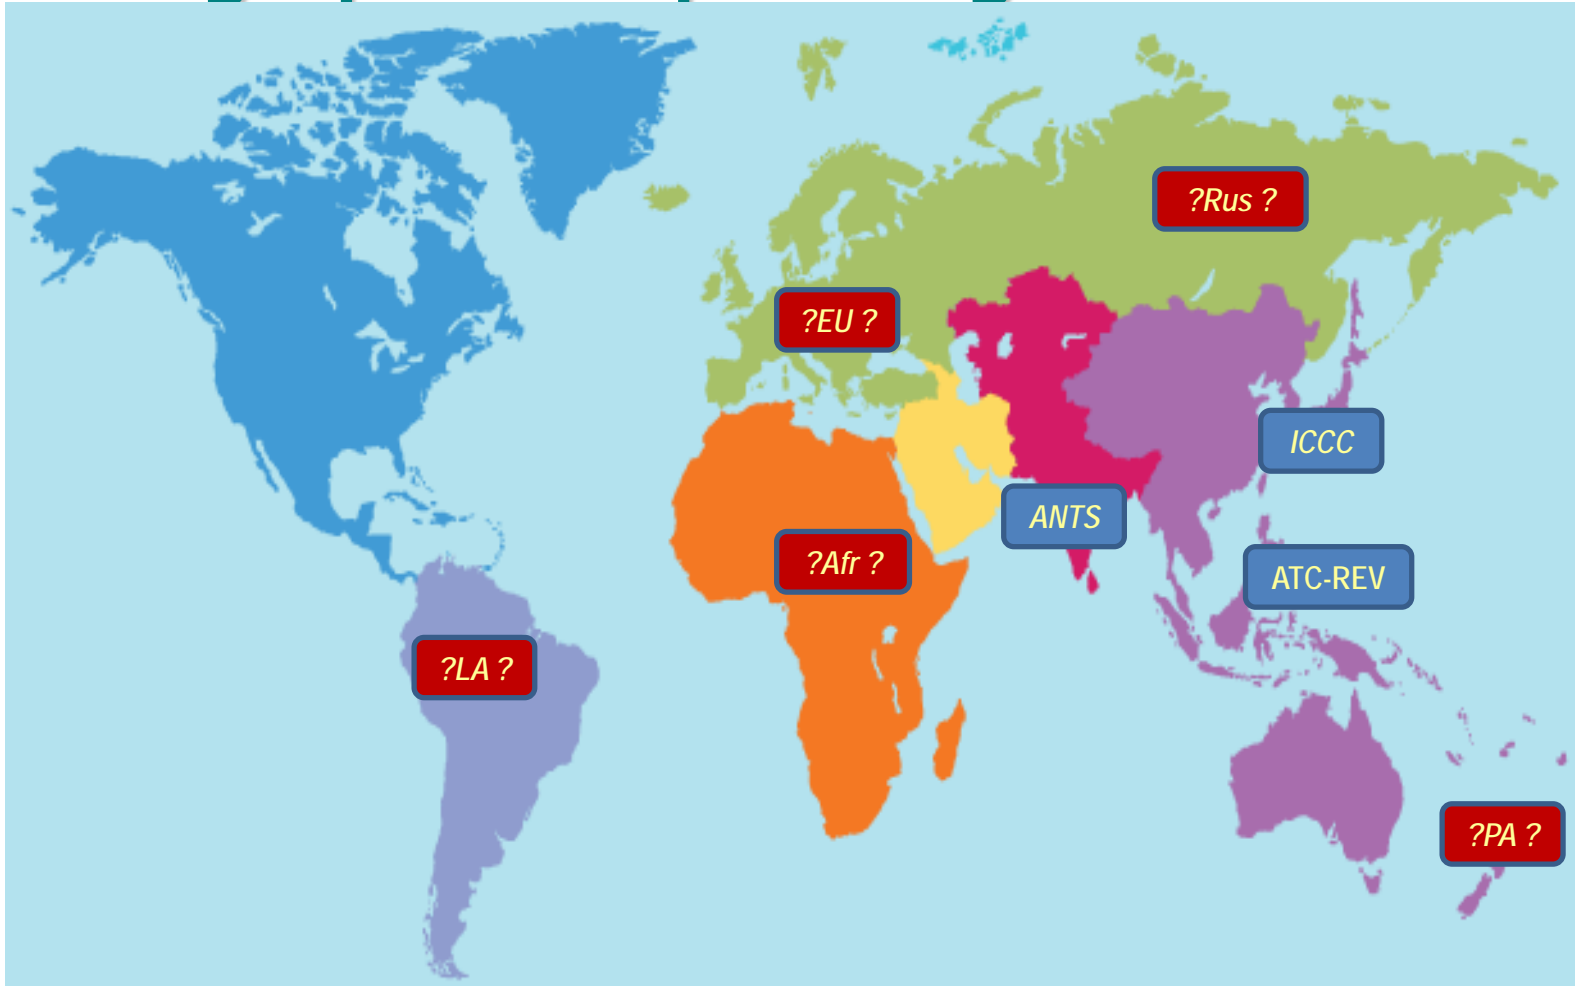 ?Rus ?
?EU ?
ICCC
ANTS
?Afr ?
ATC-REV
?LA ?
?PA ?